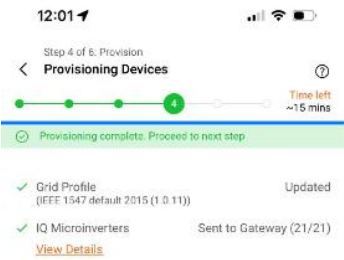 12:01
Step 4 of 6: Provision
Provisioning Devices
4
Time left
~15 mins
Provisioning complete. Proceed to next step
Grid Profile Updated
(IEEE 1547 default 2015 (1.0.11))
IQ Microinverters Sent to Gateway (21/21)
View Details